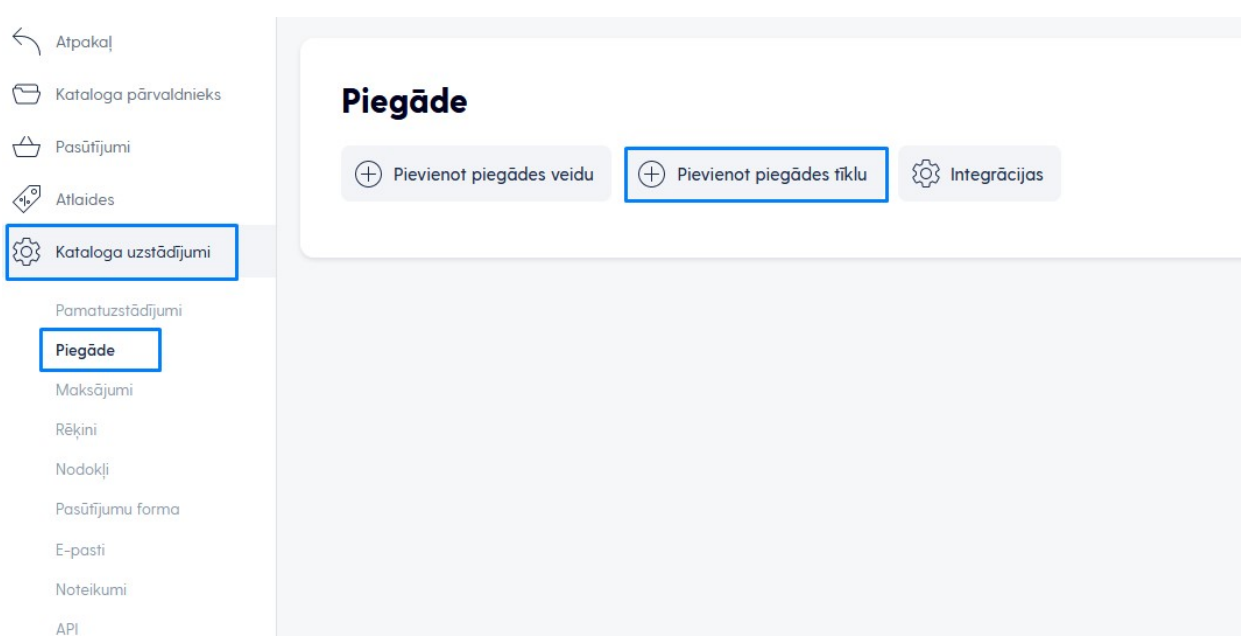 Atpakaļ
Kataloga pārvaldnieks
Pasūtījumi
Atlaides
Kataloga uzstādījumi
Pamatuzstādījumi
Piegāde
Maksājumi
Rēķini
Nodokļi
Pasūtījumu forma
E-pasti
Noteikumi
API
Piegāde
Pievienot piegādes veidu
Pievienot piegādes tīklu
Integrācijas